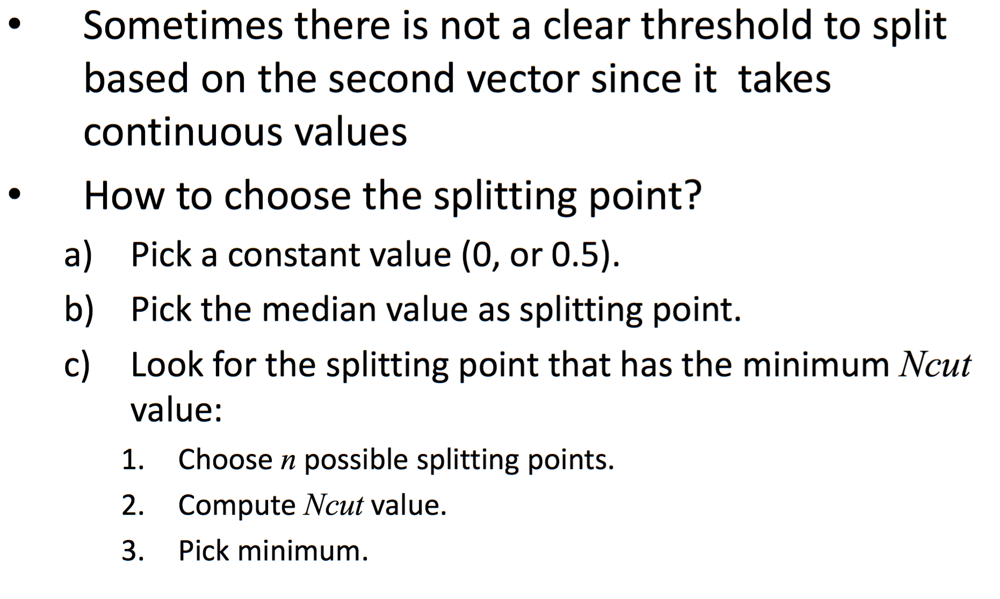 • Sometimes there is not a clear threshold to split
based on the second vector since it  takes
continuous values
• How to choose the splitting point?
a) Pick a constant value (0, or 0.5).
b) Pick the median value as splitting point.
c) Look for the splitting point that has the minimum Ncut
value:
1. Choose n possible splitting points.
2. Compute Ncut value.
3. Pick minimum.